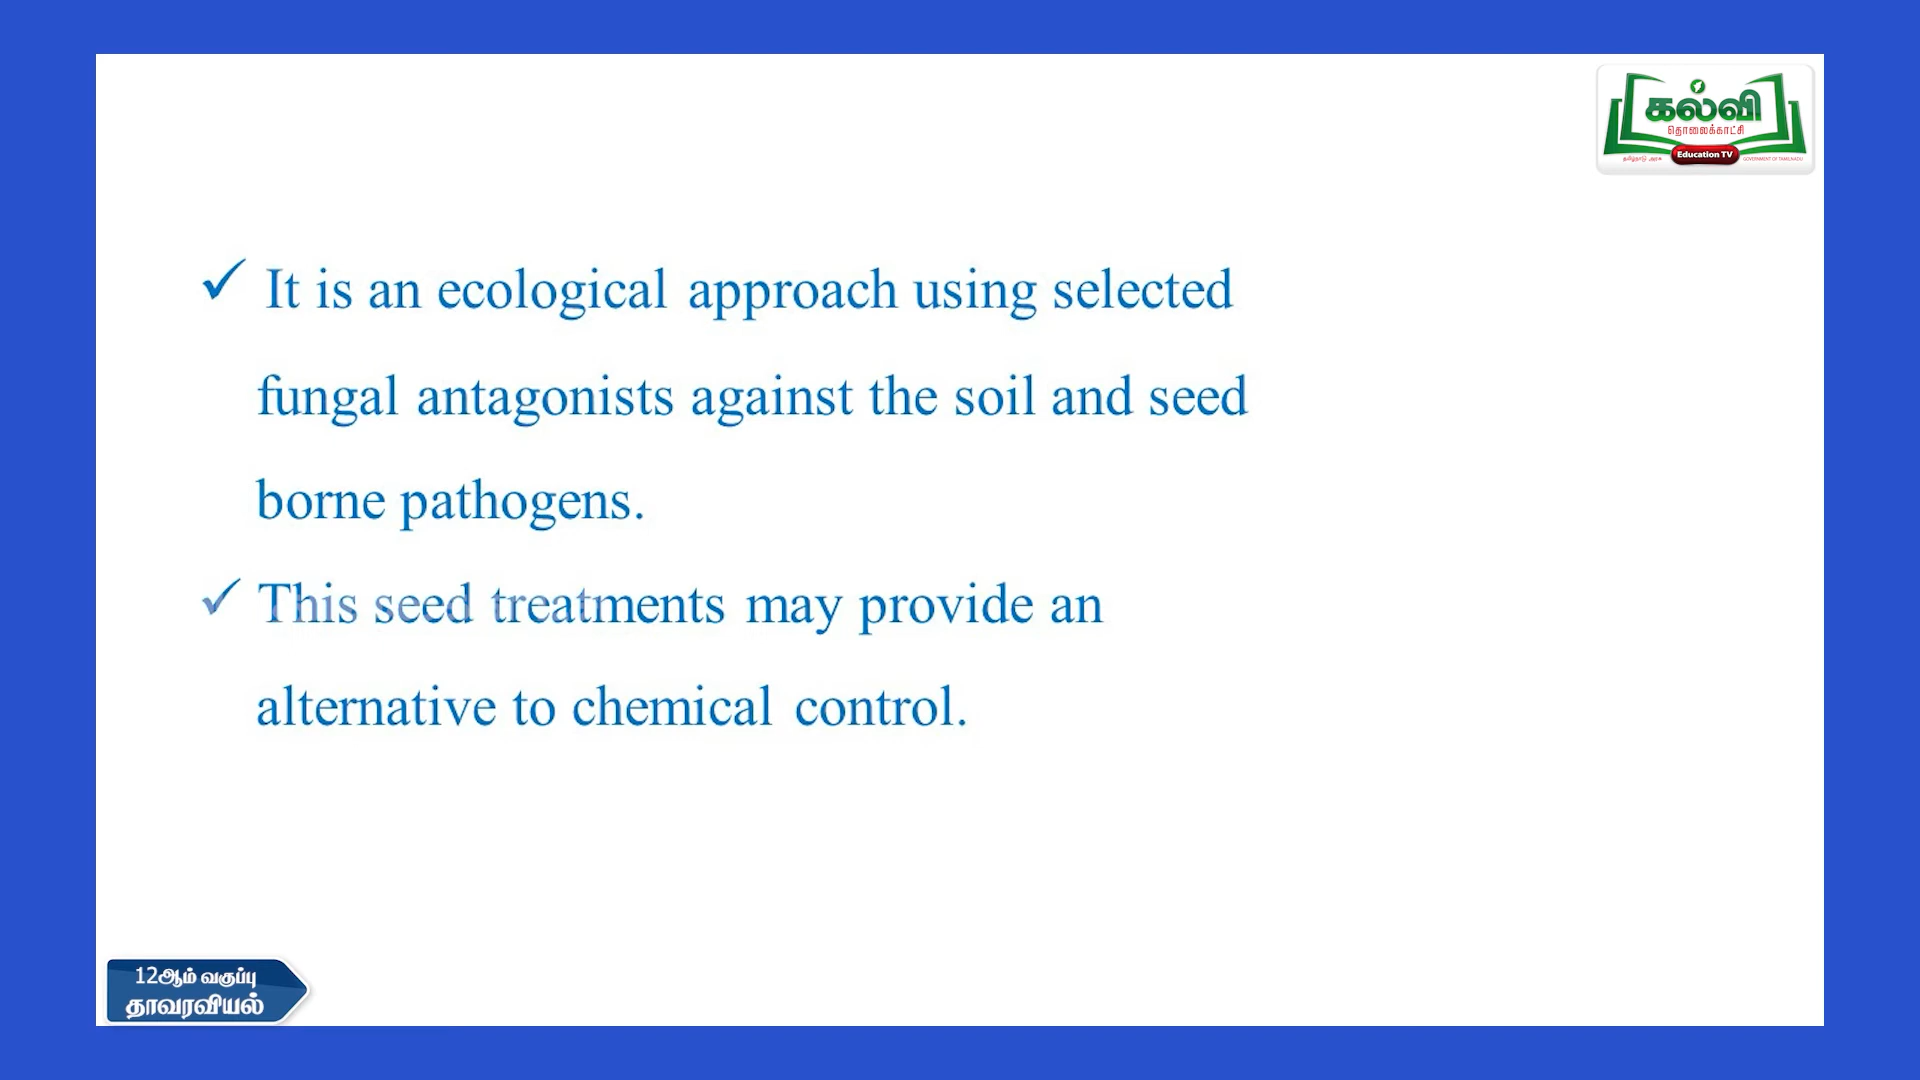 கல்வி
தொலைக்காட்சி
தமிழ்நாடு அரசு
Education TV
GOVERNMENT OF TAMILNADU
✓ It is an ecological approach using selected
fungal antagonists against the soil and seed
borne pathogens.
✓ This seed treatments may provide an
alternative to chemical control.
12ஆம் வகுப்பு
தாவரவியல்